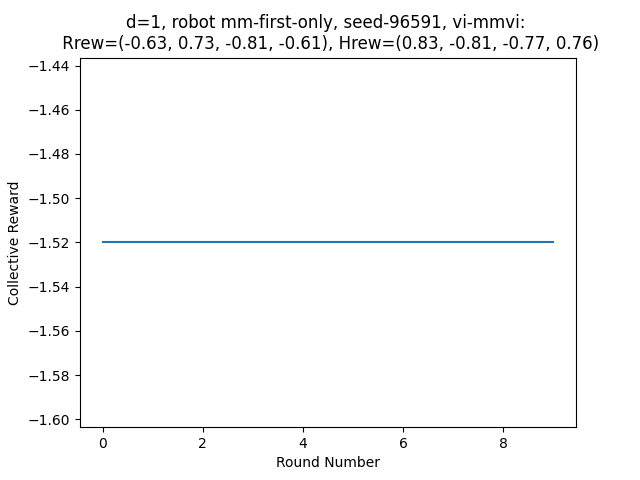 d=1, robot mm-first-only, seed-96591, vi-mmvi:
Rrew=(-0.63, 0.73, -0.81, -0.61), Hrew=(0.83, -0.81, -0.77, 0.76)
−1.44
−1.46
−1.48
−1.50
−1.52
−1.54
−1.56
−1.58
−1.60
Collective Reward
0 2 4 6 8
Round Number